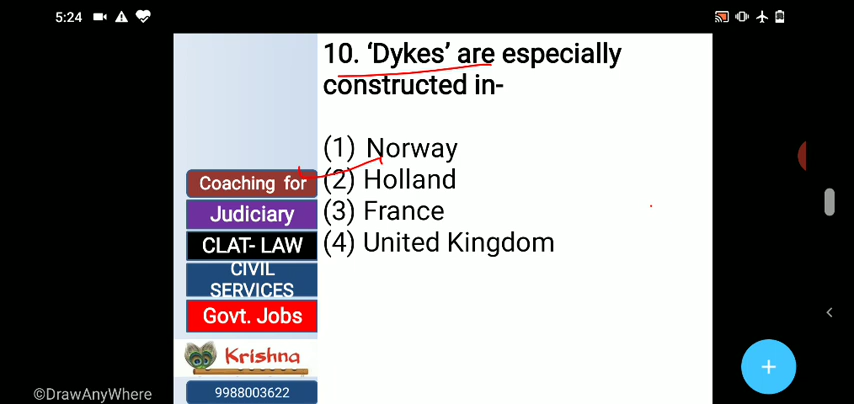 5:24
10. ‘Dykes’ are especially
constructed in-
(1) Norway
(2) Holland
(3) France
(4) United Kingdom
Coaching for
Judiciary
CLAT- LAW
CIVIL
SERVICES
Govt. Jobs
Krishna
9988003622
©DrawAnyWhere